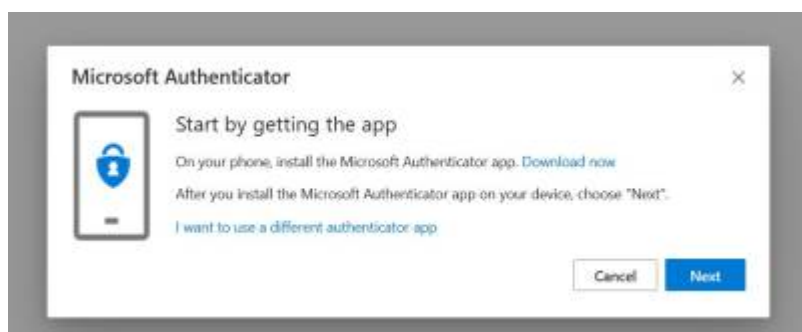 Microsoft Authenticator
Start by getting the app
On your phone, install the Microsoft Authenticator app. Download now
After you install the Microsoft Authenticator app on your device, choose "Next".
I want to use a different authenticator app
Cancel Next